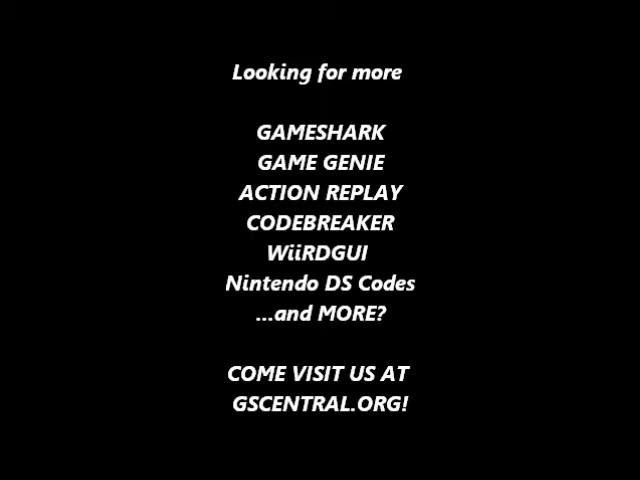 Looking for more
GAMESHARK
GAME GENIE
ACTION REPLAY
CODEBREAKER
WiiRDGUI
Nintendo DS Codes
...and MORE?
COME VISIT US AT
GSCENTRAL.ORG!